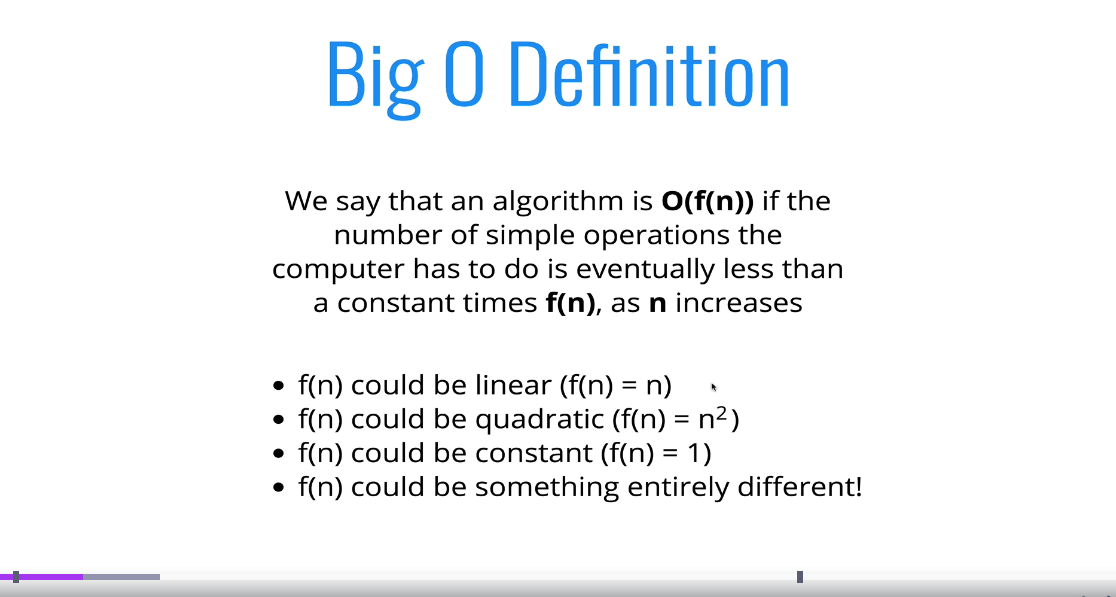 Big O Definition
We say that an algorithm is O(f(n)) if the
number of simple operations the
computer has to do is eventually less than
a constant times f(n), as n increases
• f(n) could be linear (f(n) = n)
• f(n) could be quadratic (f(n) = n²)
• f(n) could be constant (f(n) = 1)
• f(n) could be something entirely different!